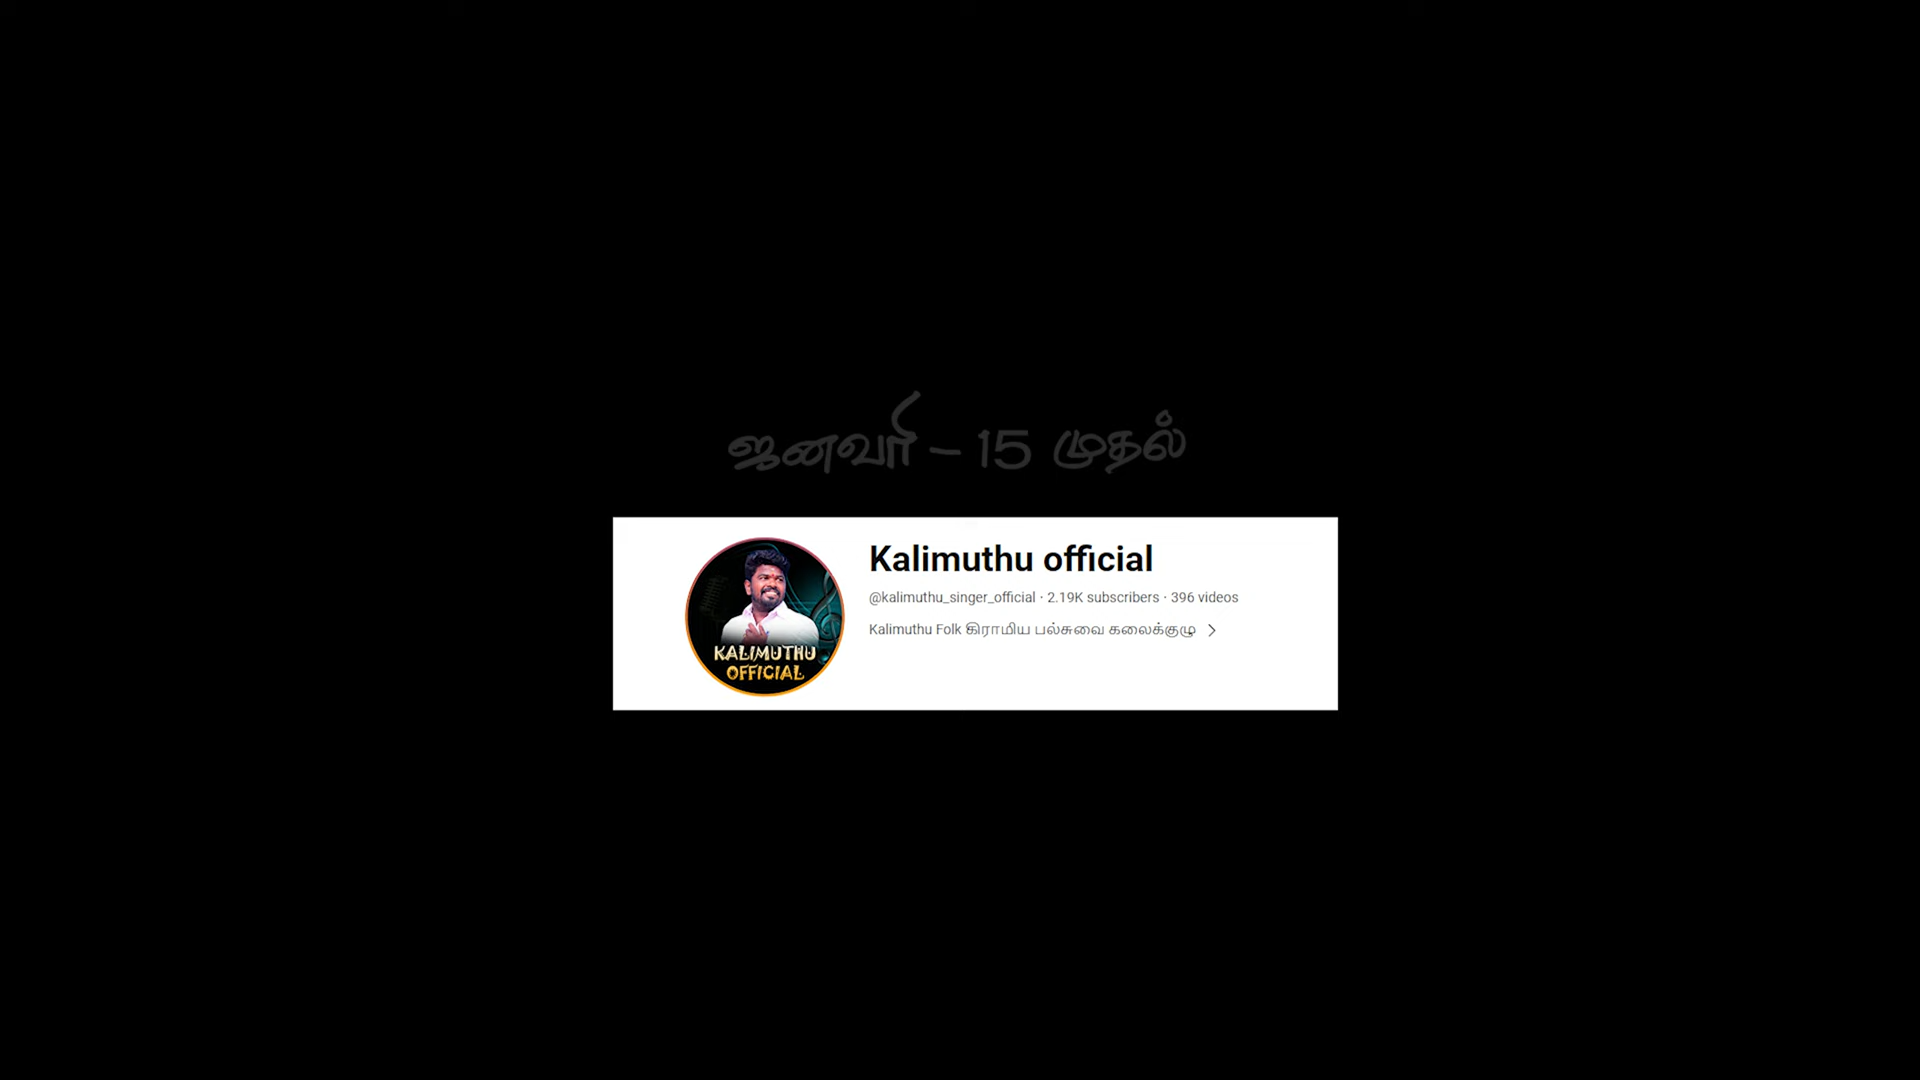 ஜனவரி - 15 முதல்
Kalimuthu official
@kalimuthu_singer_official · 2.19K subscribers · 396 videos
Kalimuthu Folk கிராமிய பல்சுவை கலைக்குழு
KALIMUTHU
OFFICIAL